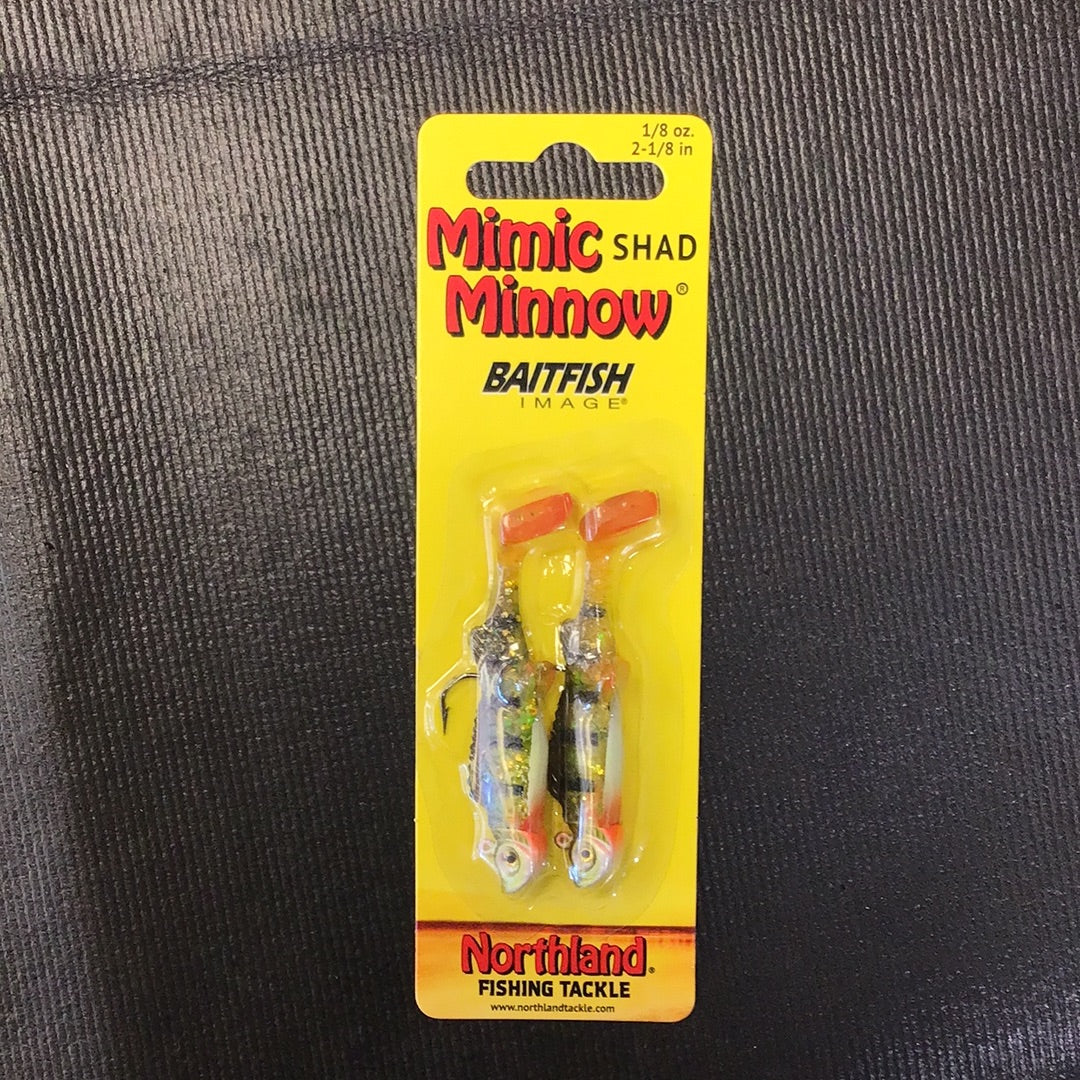 1/8 oz.
2-1/8 in
Mimic SHAD
Minnow®
BAITFISH
IMAGE®
Northland®
FISHING TACKLE
www.northlandtackle.com